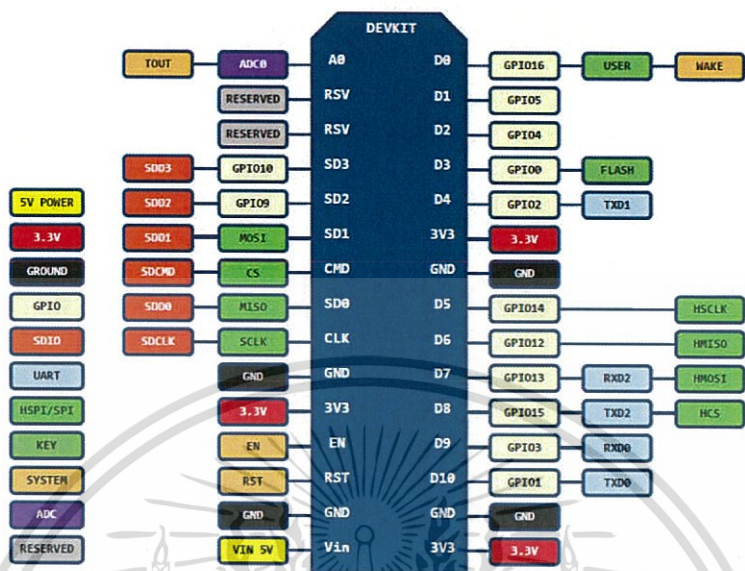 DEVKIT
TOUT ADC0 A0 D0 GPIO16 USER WAKE
RESERVED RSV D1 GPIO5
RESERVED RSV D2 GPIO4
SDD3 GPIO10 SD3 D3 GPIO0 FLASH
5V POWER SDD2 GPIO9 SD2 D4 GPIO2 TXD1
3.3V SDD1 MOSI SD1 3V3 3.3V
GROUND SDCMD CS CMD GND GND
GPIO SDD0 MISO SD0 D5 GPIO14 HSCLK
SDIO SDCLK SCLK CLK D6 GPIO12 HMISO
UART GND GND D7 GPIO13 RXD2 HMOSI
HSPI/SPI 3.3V 3V3 D8 GPIO15 TXD2 HCS
KEY EN EN D9 GPIO3 RXD0
SYSTEM RST RST D10 GPIO1 TXD0
ADC GND GND GND GND
RESERVED VIN 5V Vin 3V3 3.3V